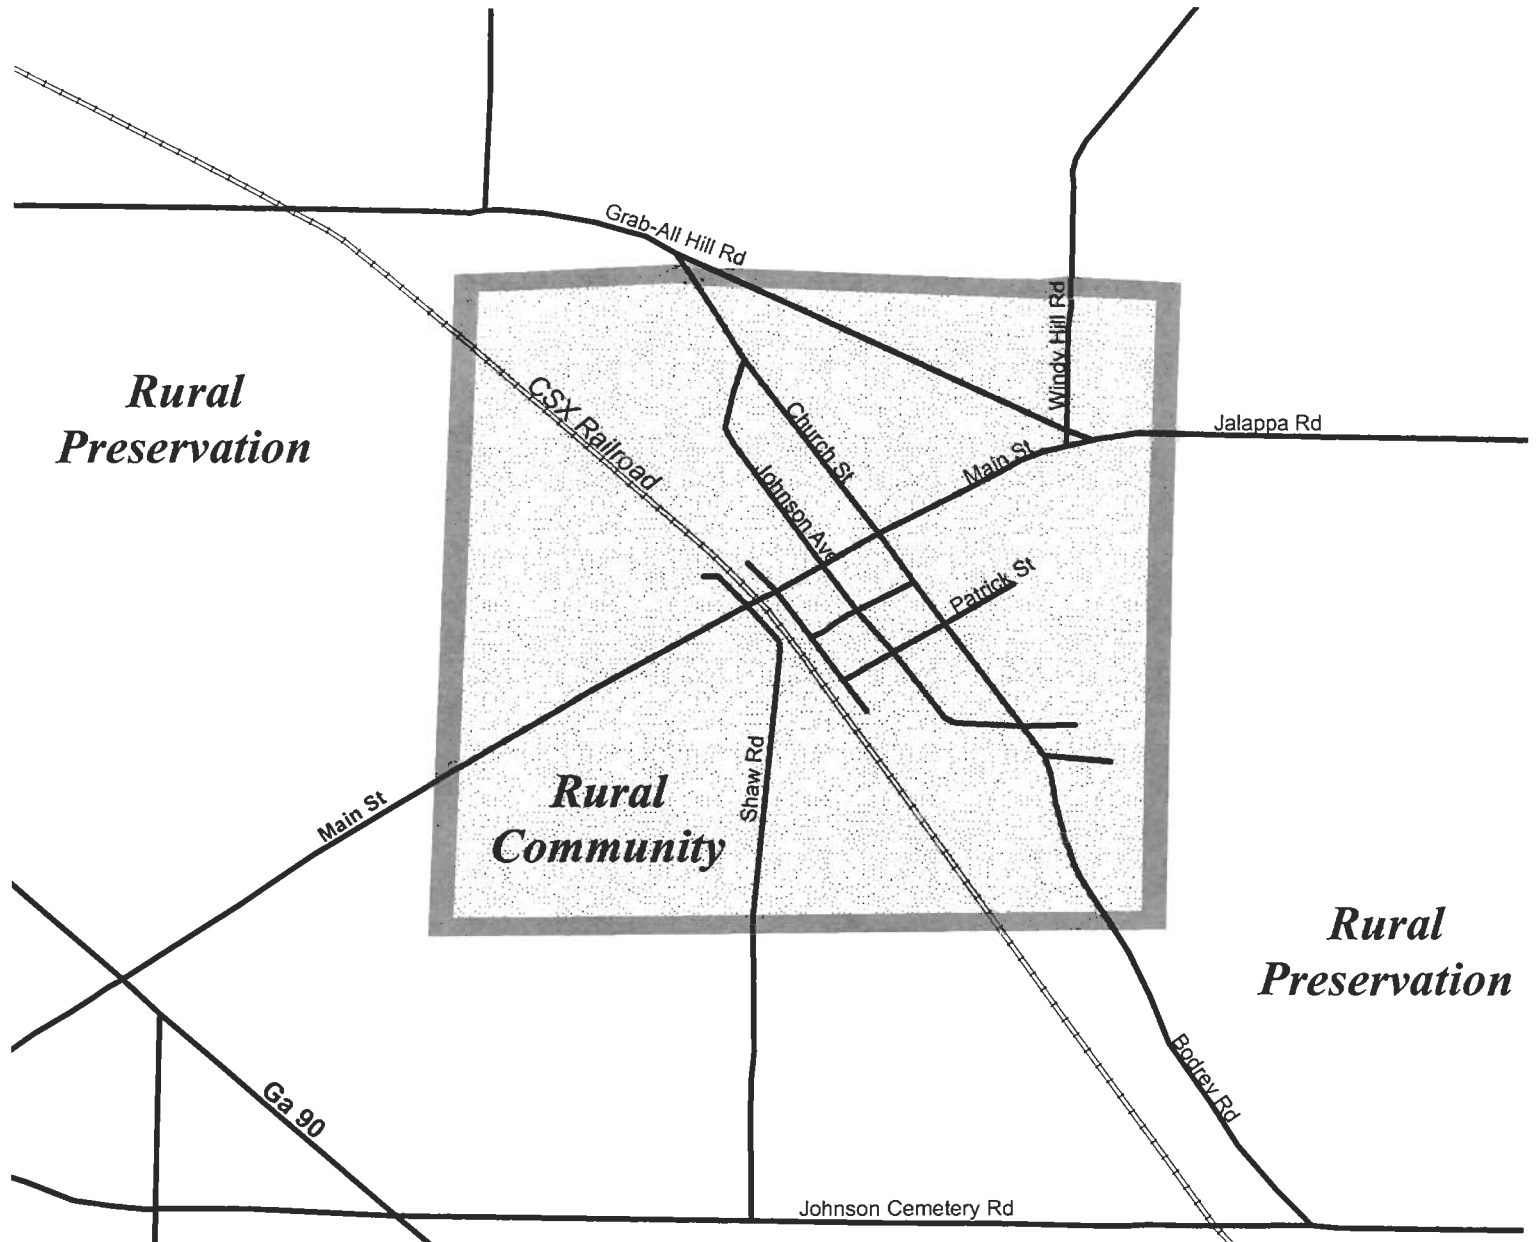 Grab-All Hill Rd
Windy Hill Rd
Rural
Preservation
CSX Railroad
Church St
Jalappa Rd
Main St
Johnson Ave
Patrick St
Shaw Rd
Rural
Community
Main St
Rural
Preservation
Ga 90
Bodrey Rd
Johnson Cemetery Rd